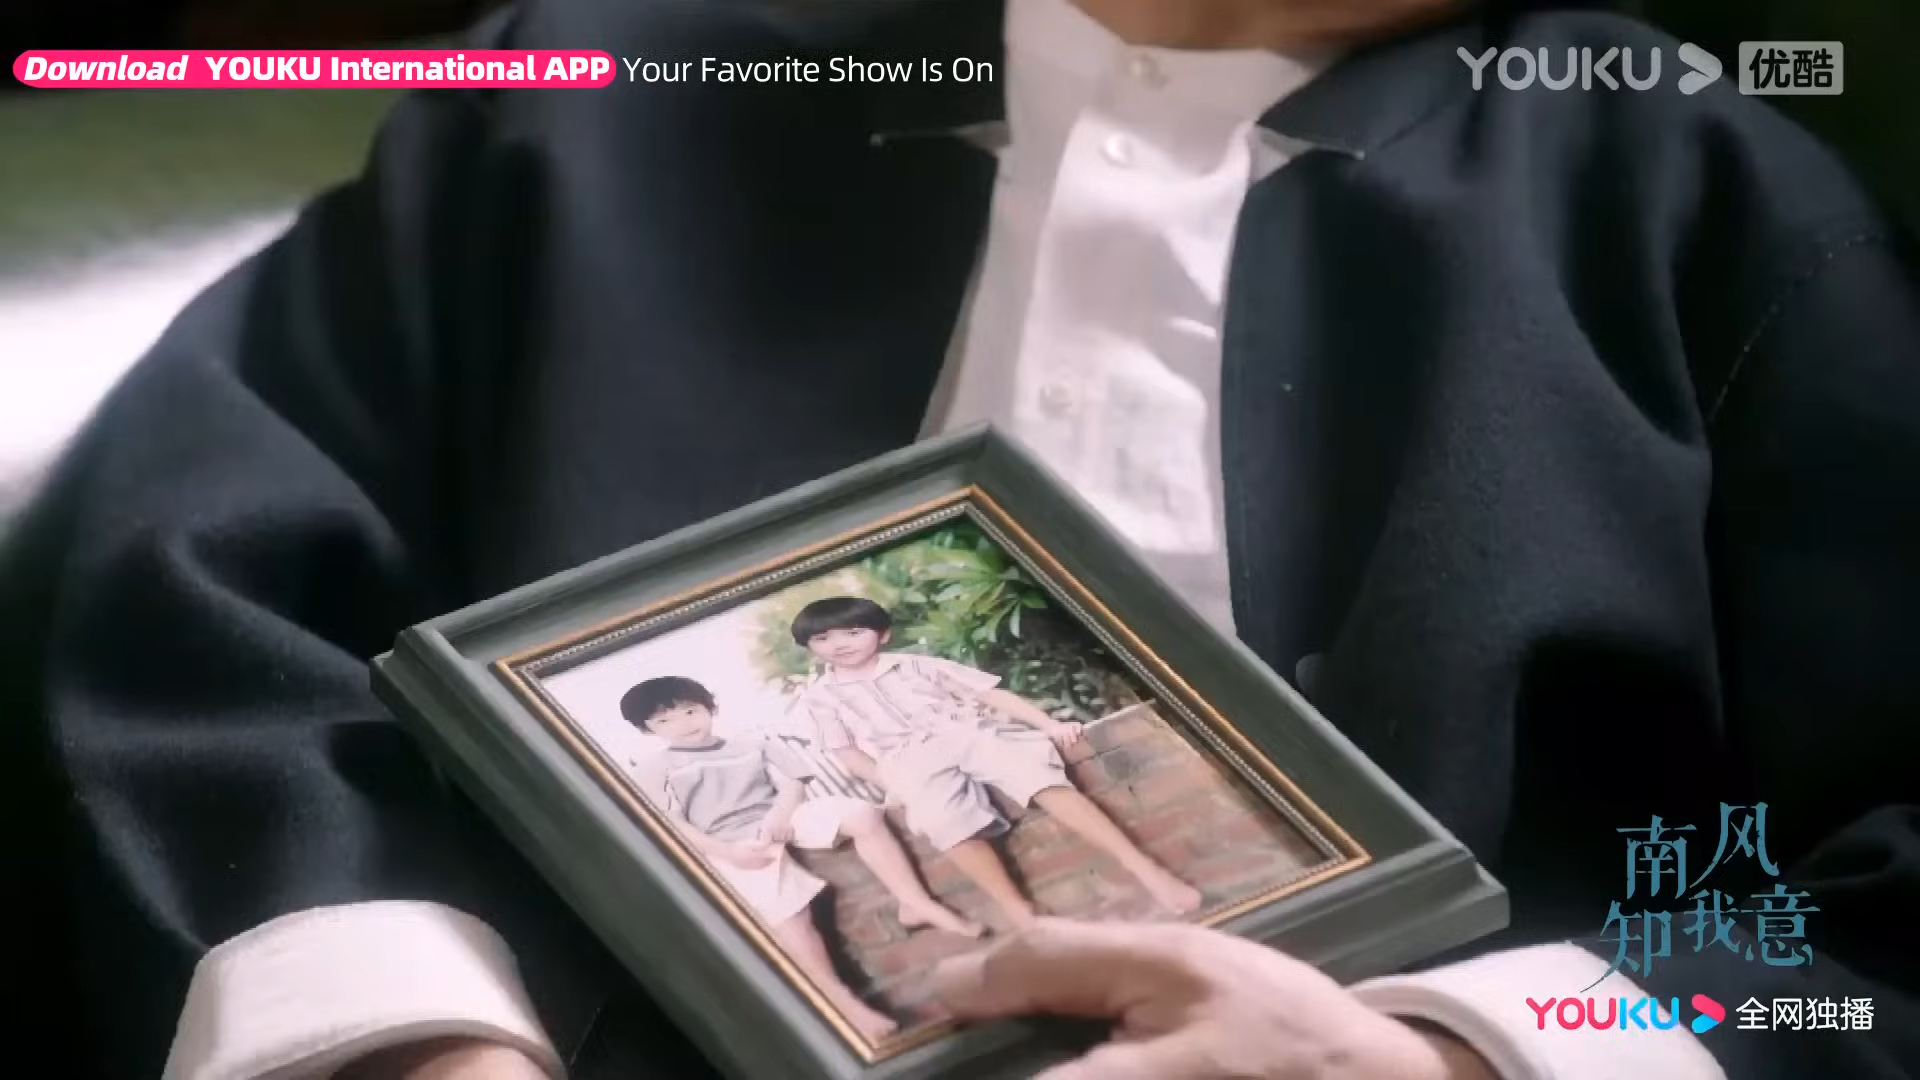 Download YOUKU International APP Your Favorite Show Is On
YOUKU 优酷
南风
知我意
YOUKU 全网独播